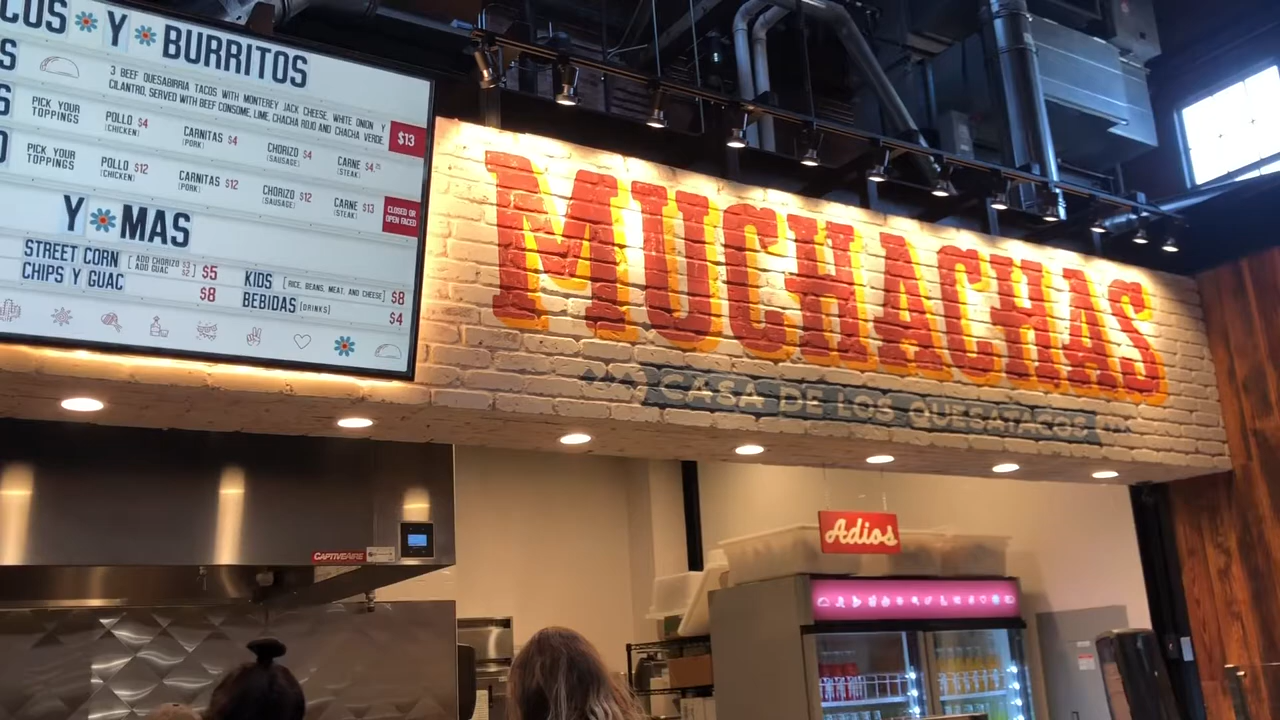 COS Y BURRITOS
3 BEEF QUESABIRRIA TACOS WITH MONTEREY JACK CHEESE, WHITE ONION Y
CILANTRO, SERVED WITH BEEF CONSOME, LIME, CHACHA ROJO AND CHACHA VERDE.
$13
S
PICK YOUR
TOPPINGS
POLLO $4
(CHICKEN)
CARNITAS $4
(PORK)
CHORIZO $4
(SAUSAGE)
CARNE $4.25
(STEAK)
PICK YOUR
TOPPINGS
POLLO $12
(CHICKEN)
CARNITAS $12
(PORK)
CHORIZO $12
(SAUSAGE)
CARNE $13
(STEAK)
CLOSED OR
OPEN FACED
Y MAS
STREET CORN [ADD CHORIZO $3
ADD GUAC $2] $5
CHIPS Y GUAC $8
KIDS [RICE, BEANS, MEAT, AND CHEESE] $8
BEBIDAS [DRINKS] $4
MUCHACHAS
CASA DE LOS QUESATACOS
CAPTIVEAIRE
Adios